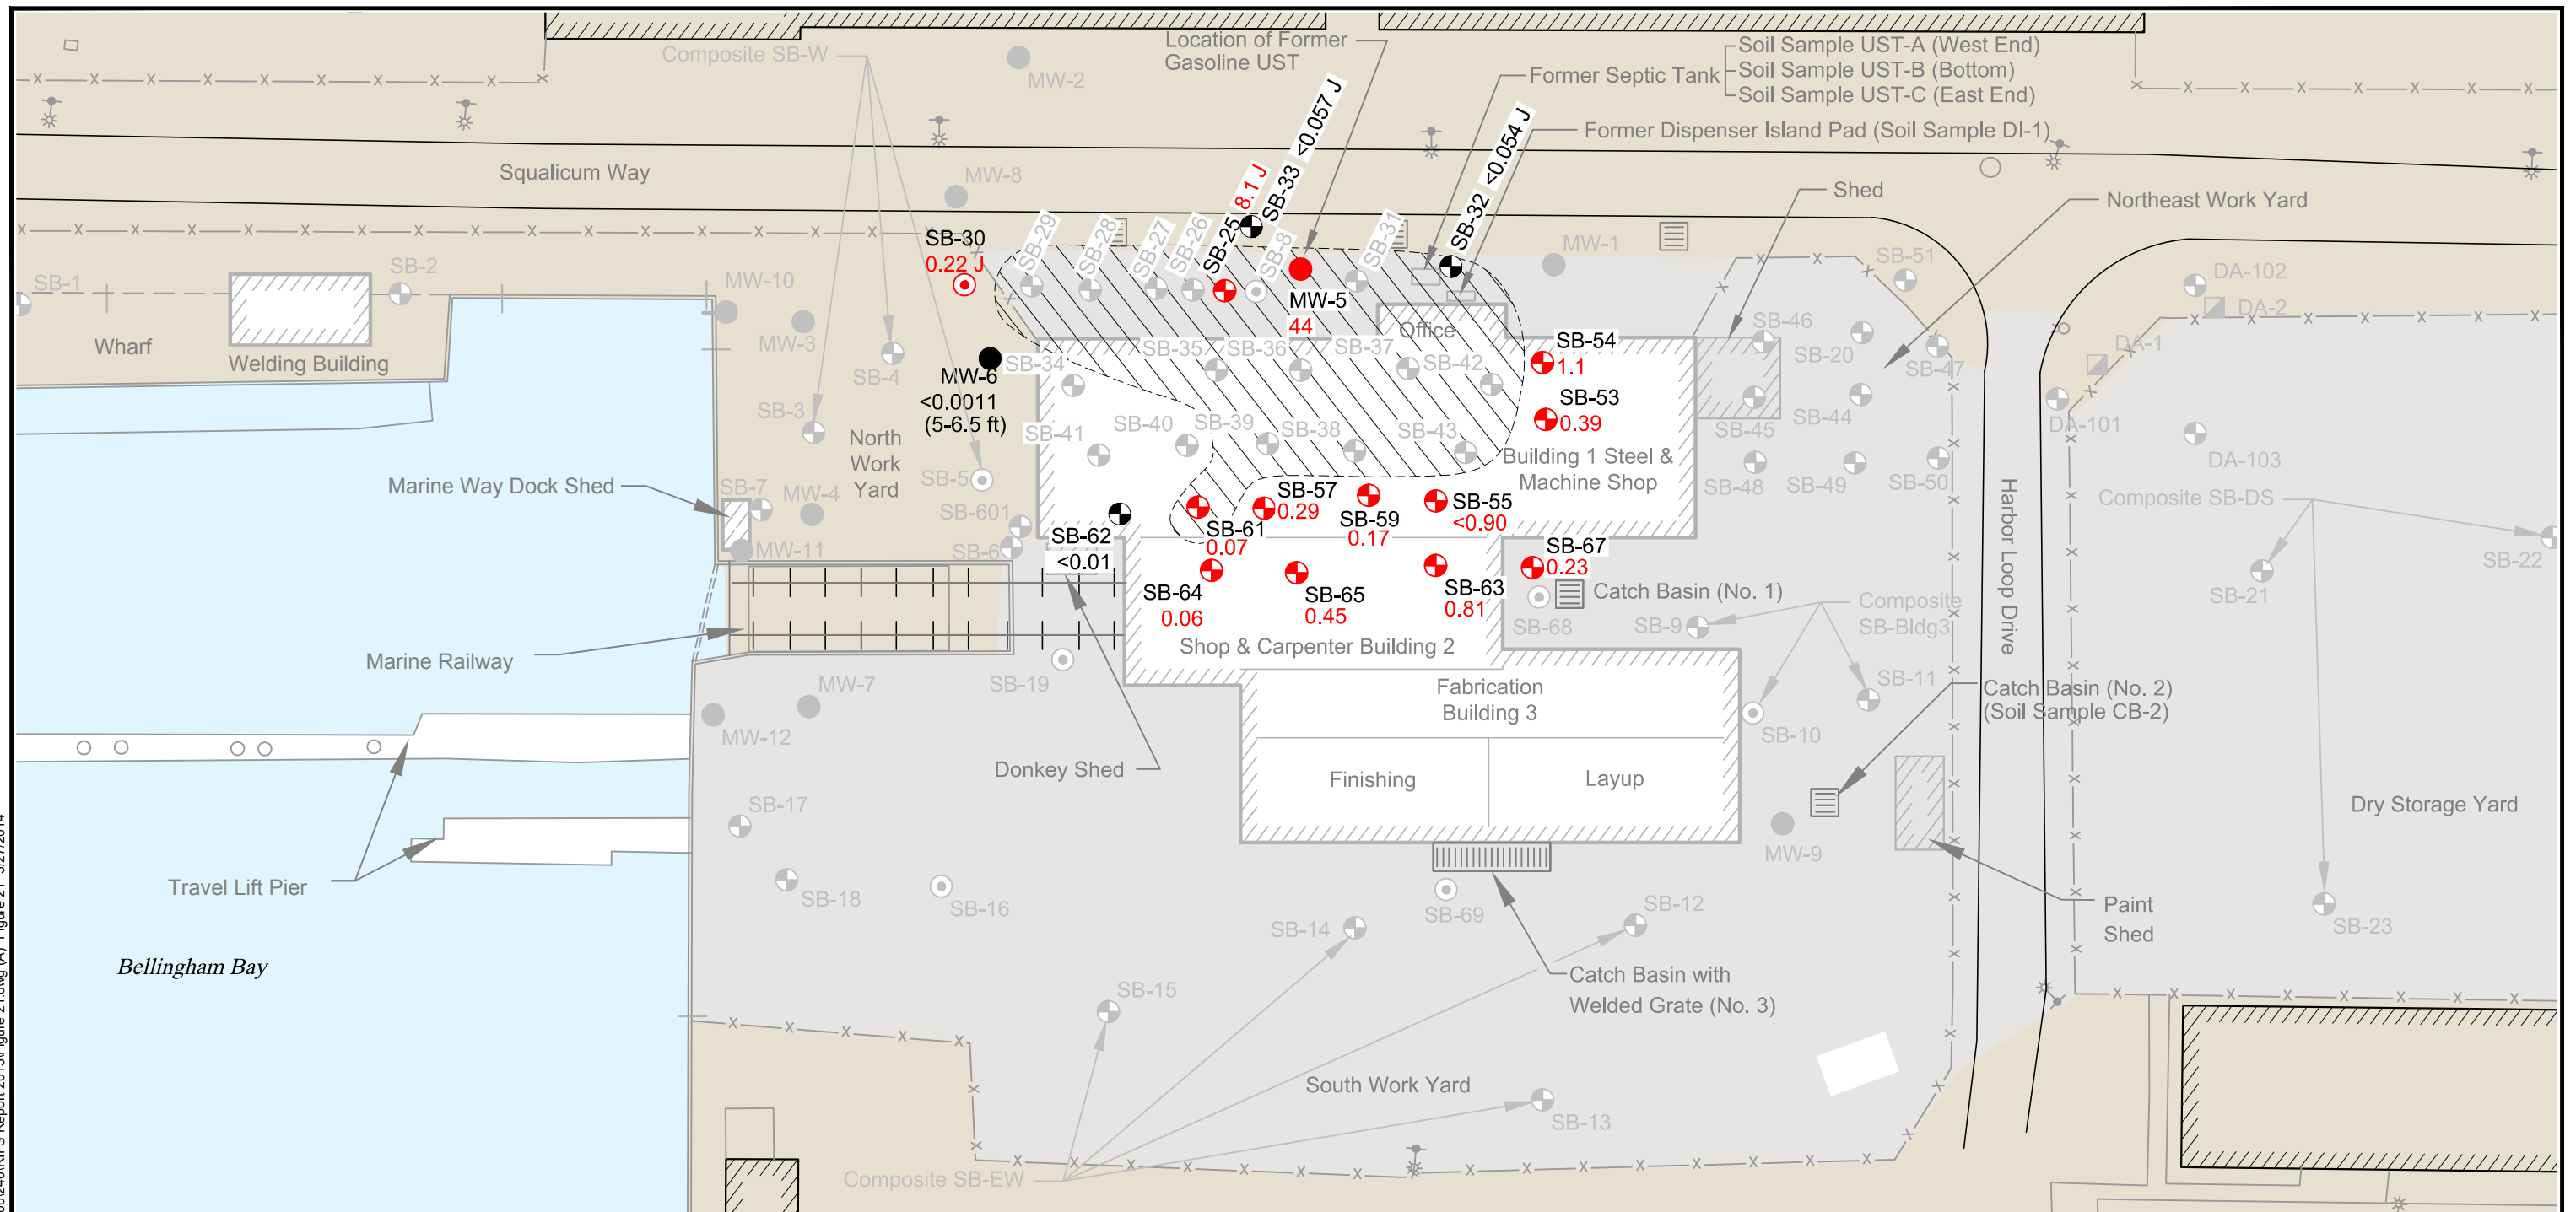 Composite SB-W
MW-2
Location of Former
Gasoline UST
Former Septic Tank
Soil Sample UST-A (West End)
Soil Sample UST-B (Bottom)
Soil Sample UST-C (East End)
Former Dispenser Island Pad (Soil Sample DI-1)
Squalicum Way
MW-8
Shed
Northeast Work Yard
SB-30
0.22 J
SB-29
SB-28
SB-27
SB-26
SB-25 8.1 J
SB-33 <0.057 J
SB-8
SB-31
SB-32 <0.054 J
MW-1
SB-51
DA-102
DA-2
DA-1
SB-1
SB-2
MW-10
MW-3
MW-5
44
Office
SB-46
SB-20
SB-47
Wharf
Welding Building
SB-4
MW-6
<0.0011
(5-6.5 ft)
SB-34
SB-35
SB-36
SB-37
SB-42
SB-54
1.1
SB-53
0.39
SB-44
SB-45
DA-101
DA-103
SB-3
North
Work
Yard
SB-41
SB-40
SB-39
SB-38
SB-43
Building 1 Steel &
Machine Shop
SB-48
SB-49
SB-50
Marine Way Dock Shed
SB-7
MW-4
SB-5
SB-601
SB-6
MW-11
SB-62
<0.01
SB-61
0.07
SB-57
0.29
SB-59
0.17
SB-55
<0.90
SB-67
0.23
Harbor Loop Drive
Composite SB-DS
SB-22
SB-21
SB-64
0.06
SB-65
0.45
SB-63
0.81
Catch Basin (No. 1)
SB-68
SB-9
Composite
SB-Bldg3
Marine Railway
Shop & Carpenter Building 2
SB-19
MW-7
MW-12
Fabrication
Building 3
SB-11
SB-10
Catch Basin (No. 2)
(Soil Sample CB-2)
Donkey Shed
Finishing
Layup
SB-17
MW-9
Dry Storage Yard
Travel Lift Pier
SB-18
SB-16
SB-69
SB-12
SB-14
Paint
Shed
SB-23
Bellingham Bay
SB-15
Catch Basin with
Welded Grate (No. 3)
South Work Yard
SB-13
Composite SB-EW